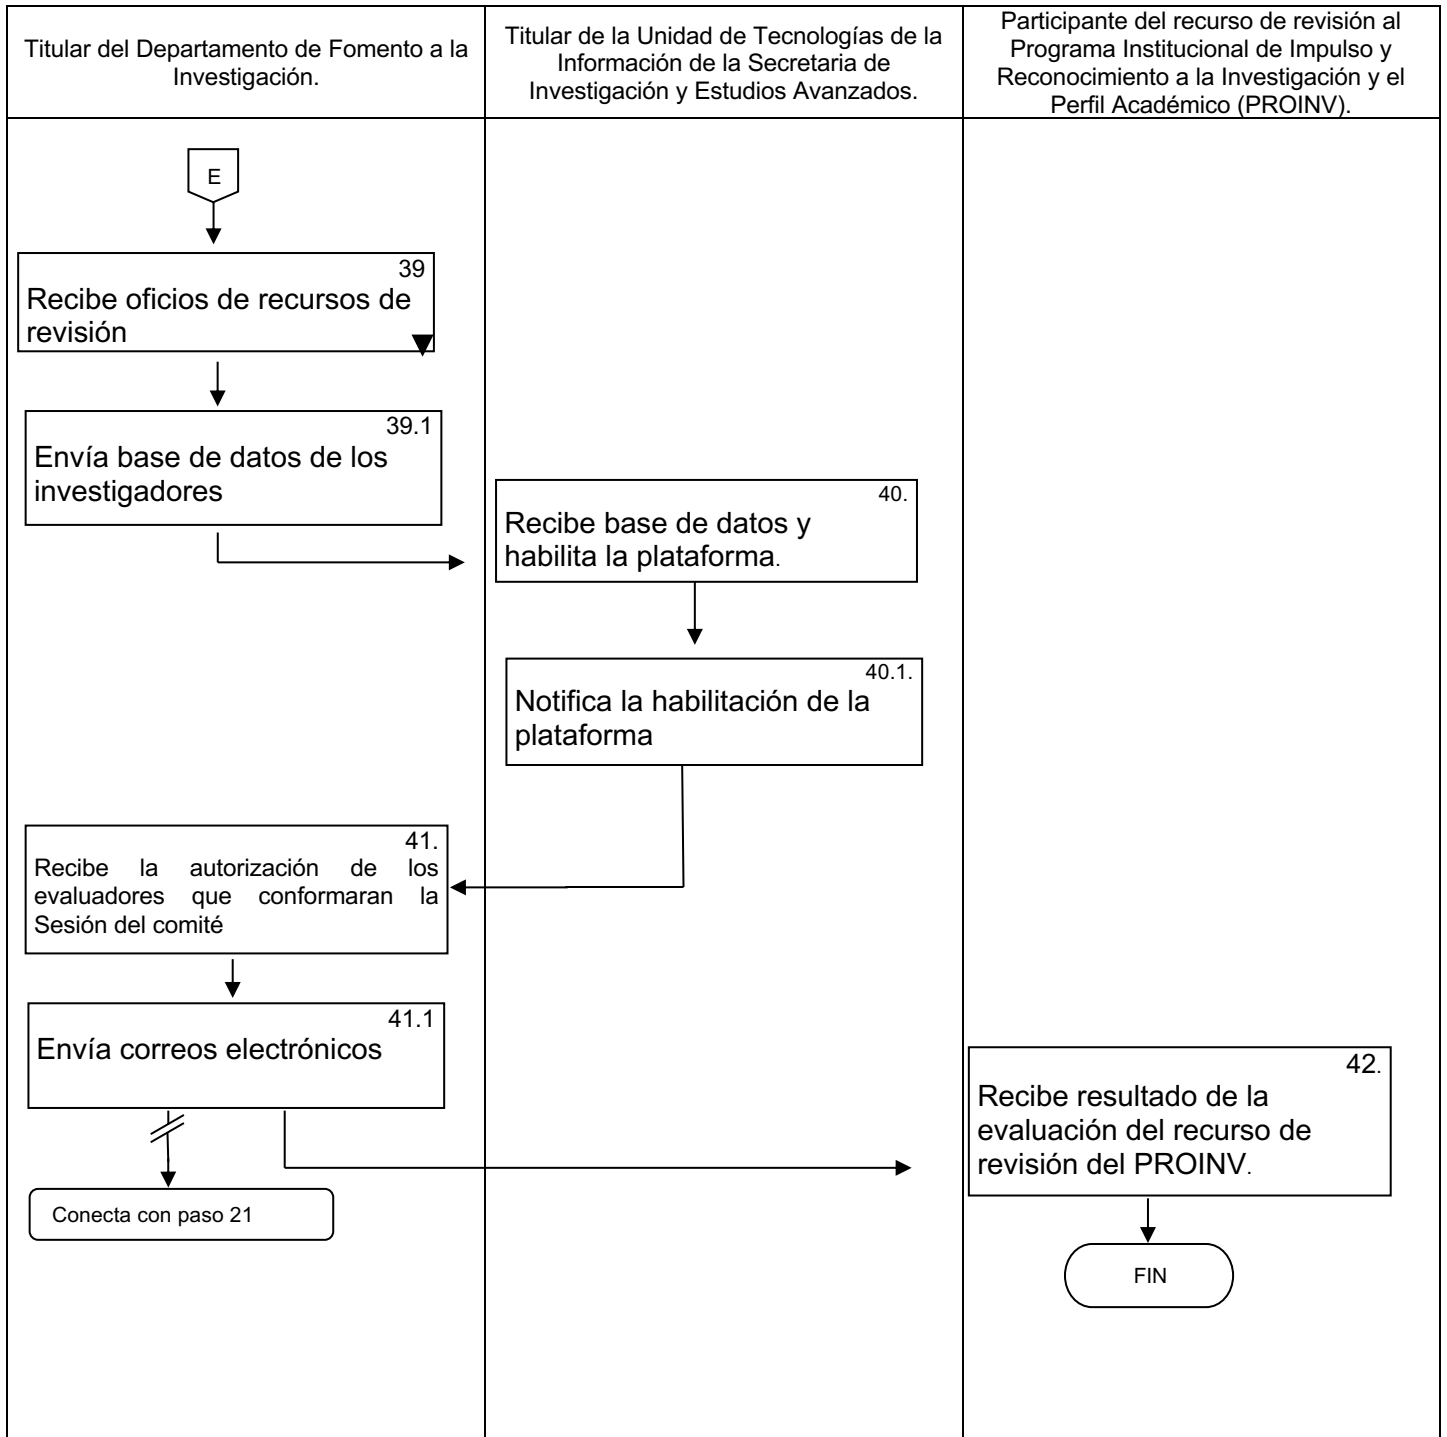 Titular del Departamento de Fomento a la
Investigación.
Titular de la Unidad de Tecnologías de la
Información de la Secretaria de
Investigación y Estudios Avanzados.
Participante del recurso de revisión al
Programa Institucional de Impulso y
Reconocimiento a la Investigación y el
Perfil Académico (PROINV).
E
39
Recibe oficios de recursos de
revisión
39.1
Envía base de datos de los
investigadores
40.
Recibe base de datos y
habilita la plataforma.
40.1.
Notifica la habilitación de la
plataforma
41.
Recibe la autorización de los
evaluadores que conformaran la
Sesión del comité
41.1
Envía correos electrónicos
42.
Recibe resultado de la
evaluación del recurso de
revisión del PROINV.
Conecta con paso 21
FIN